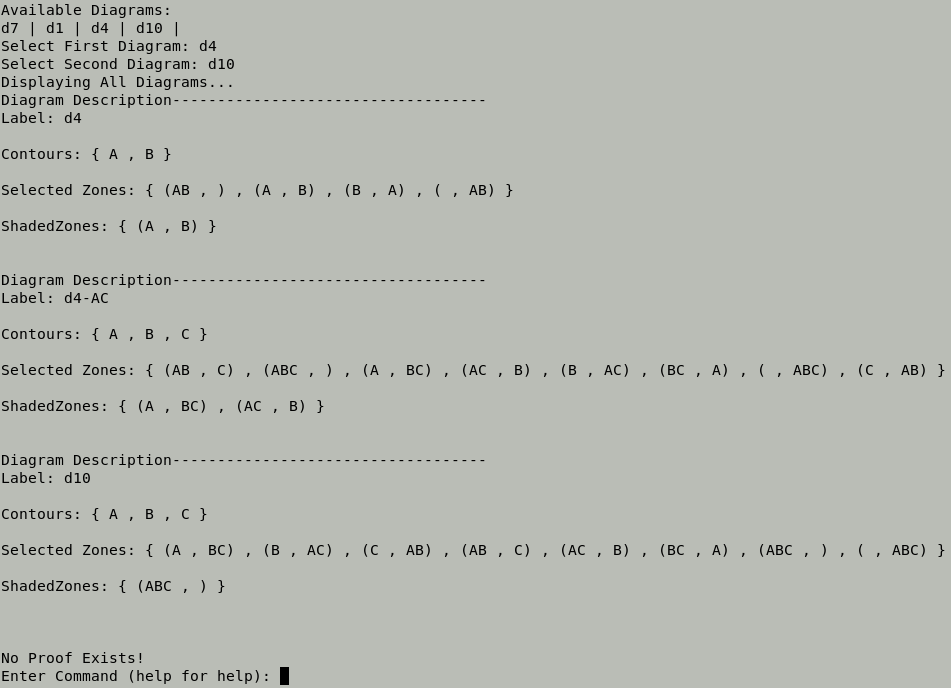 Available Diagrams:
d7 | d1 | d4 | d10 |
Select First Diagram: d4
Select Second Diagram: d10
Displaying All Diagrams...
Diagram Description-----------------------------------
Label: d4
Contours: { A , B }
Selected Zones: { (AB , ) , (A , B) , (B , A) , ( , AB) }
ShadedZones: { (A , B) }
Diagram Description-----------------------------------
Label: d4-AC
Contours: { A , B , C }
Selected Zones: { (AB , C) , (ABC , ) , (A , BC) , (AC , B) , (B , AC) , (BC , A) , ( , ABC) , (C , AB) }
ShadedZones: { (A , BC) , (AC , B) }
Diagram Description-----------------------------------
Label: d10
Contours: { A , B , C }
Selected Zones: { (A , BC) , (B , AC) , (C , AB) , (AB , C) , (AC , B) , (BC , A) , (ABC , ) , ( , ABC) }
ShadedZones: { (ABC , ) }
No Proof Exists!
Enter Command (help for help):